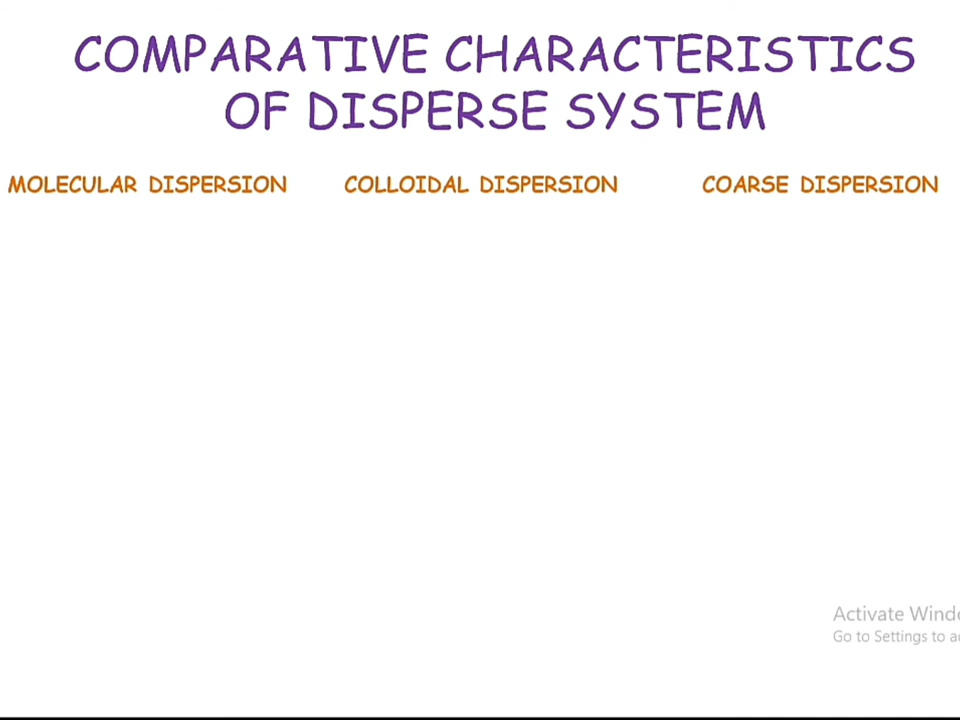 COMPARATIVE CHARACTERISTICS
OF DISPERSE SYSTEM
MOLECULAR DISPERSION COLLOIDAL DISPERSION COARSE DISPERSION
Activate Windo
Go to Settings to a